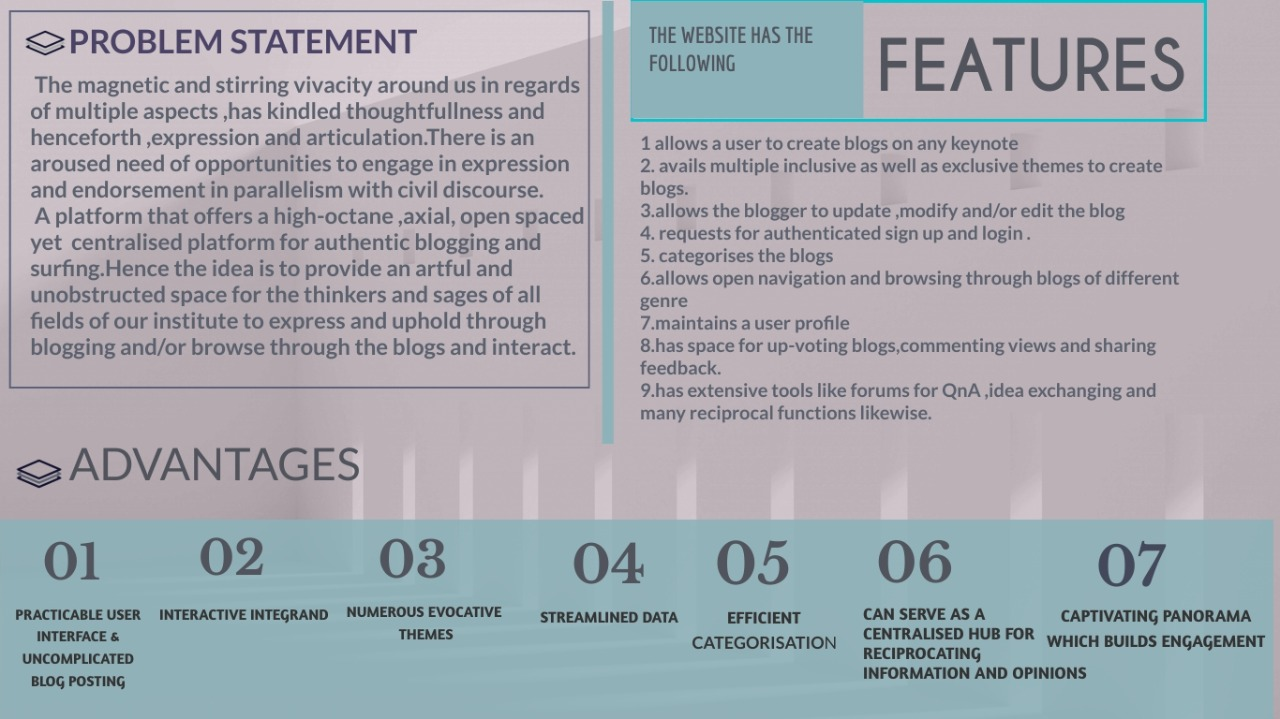 PROBLEM STATEMENT
The magnetic and stirring vivacity around us in regards
of multiple aspects ,has kindled thoughtfullness and
henceforth ,expression and articulation.There is an
aroused need of opportunities to engage in expression
and endorsement in parallelism with civil discourse.
A platform that offers a high-octane ,axial, open spaced
yet centralised platform for authentic blogging and
surfing.Hence the idea is to provide an artful and
unobstructed space for the thinkers and sages of all
fields of our institute to express and uphold through
blogging and/or browse through the blogs and interact.
THE WEBSITE HAS THE
FOLLOWING
FEATURES
1 allows a user to create blogs on any keynote
2. avails multiple inclusive as well as exclusive themes to create
blogs.
3.allows the blogger to update ,modify and/or edit the blog
4. requests for authenticated sign up and login .
5. categorises the blogs
6.allows open navigation and browsing through blogs of different
genre
7.maintains a user profile
8.has space for up-voting blogs,commenting views and sharing
feedback.
9.has extensive tools like forums for QnA ,idea exchanging and
many reciprocal functions likewise.
ADVANTAGES
01
PRACTICABLE USER
INTERFACE &
UNCOMPLICATED
BLOG POSTING
02
INTERACTIVE INTEGRAND
03
NUMEROUS EVOCATIVE
THEMES
04
STREAMLINED DATA
05
EFFICIENT
CATEGORISATION
06
CAN SERVE AS A
CENTRALISED HUB FOR
RECIPROCATING
INFORMATION AND OPINIONS
07
CAPTIVATING PANORAMA
WHICH BUILDS ENGAGEMENT